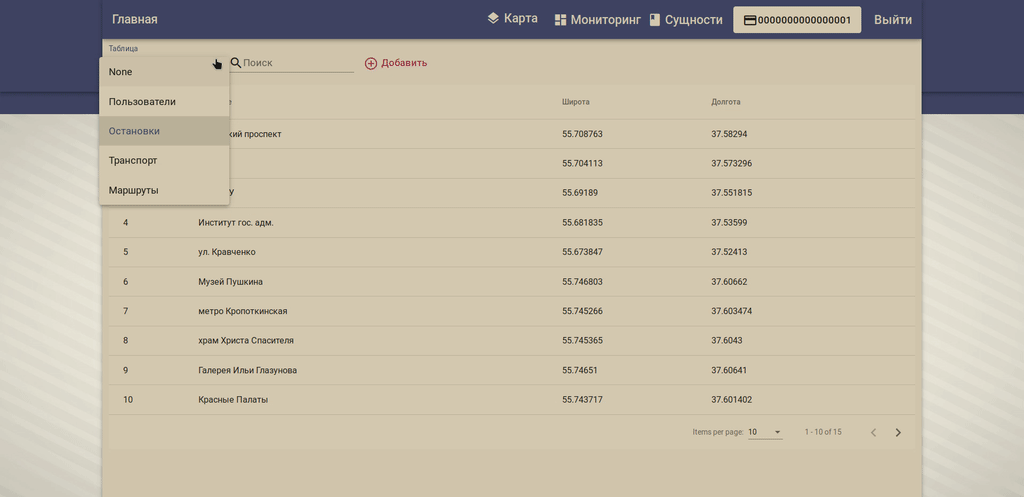 Главная Карта Мониторинг Сущности 0000000000000001 Выйти
Таблица
None
Поиск
Добавить
Пользователи
Остановки
Транспорт
Маршруты
Широта Долгота
проспект 55.708763 37.58294
55.704113 37.573296
55.69189 37.551815
4 Институт гос. адм. 55.681835 37.53599
5 ул. Кравченко 55.673847 37.52413
6 Музей Пушкина 55.746803 37.60662
7 метро Кропоткинская 55.745266 37.603474
8 храм Христа Спасителя 55.745365 37.6043
9 Галерея Ильи Глазунова 55.74651 37.60641
10 Красные Палаты 55.743717 37.601402
Items per page: 10 1 - 10 of 15